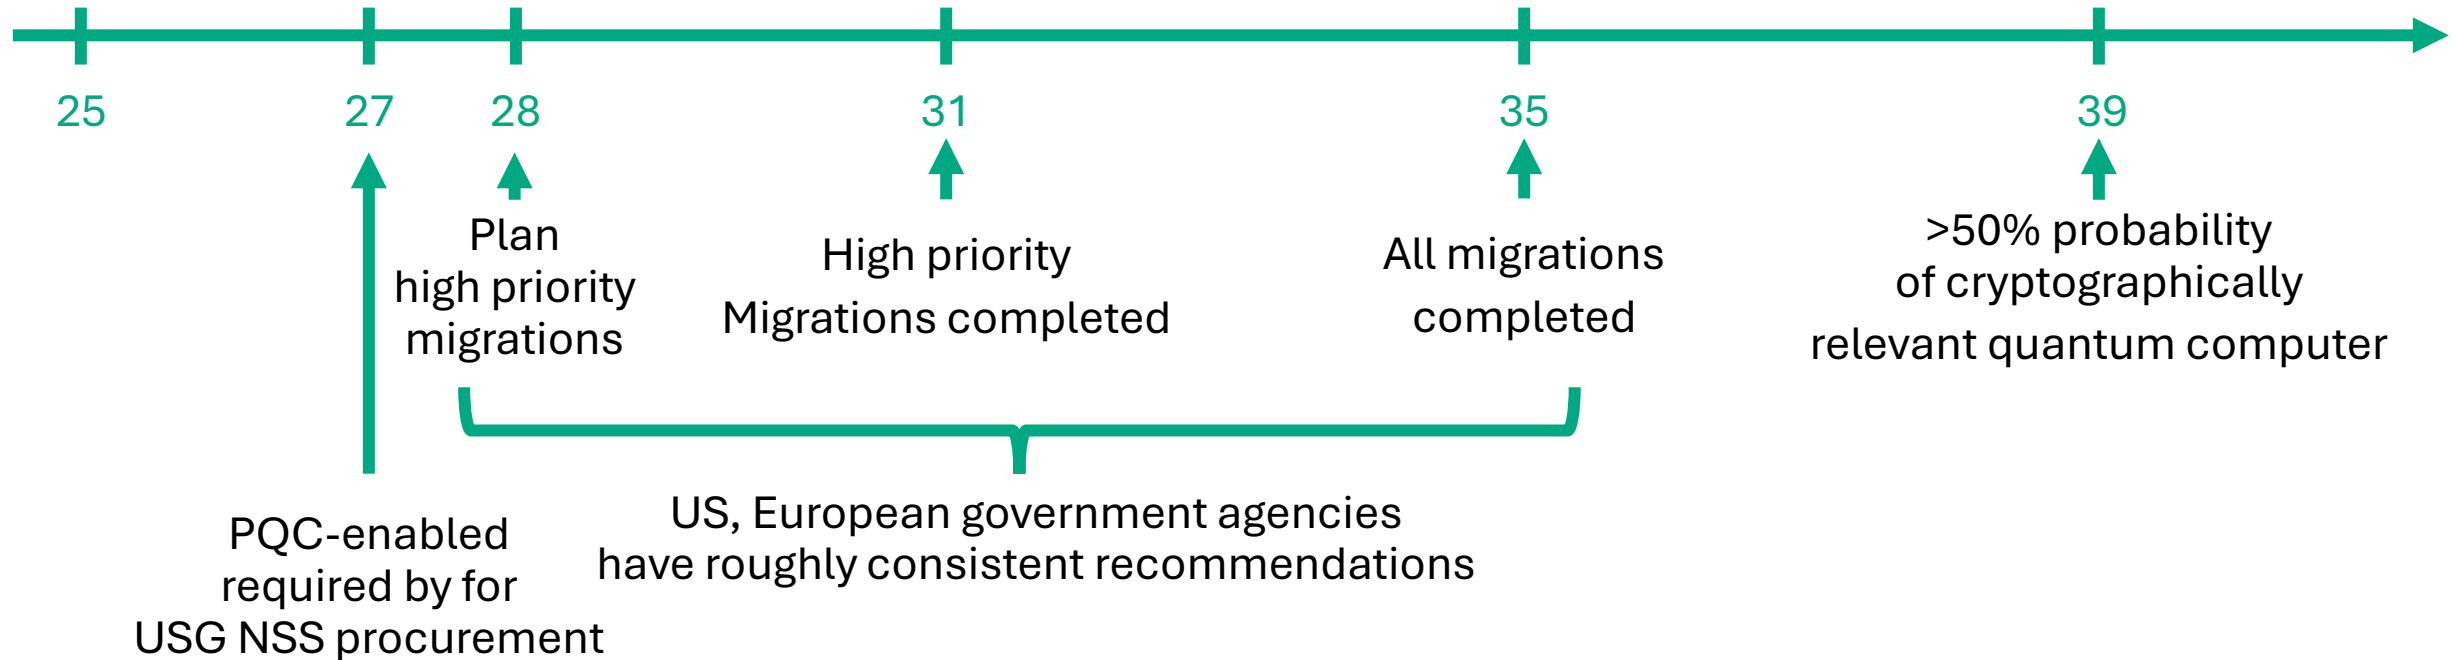 25
27
28
31
35
39
Plan
high priority
migrations
High priority
Migrations completed
All migrations
completed
>50% probability
of cryptographically
relevant quantum computer
PQC-enabled
required by for
USG NSS procurement
US, European government agencies
have roughly consistent recommendations